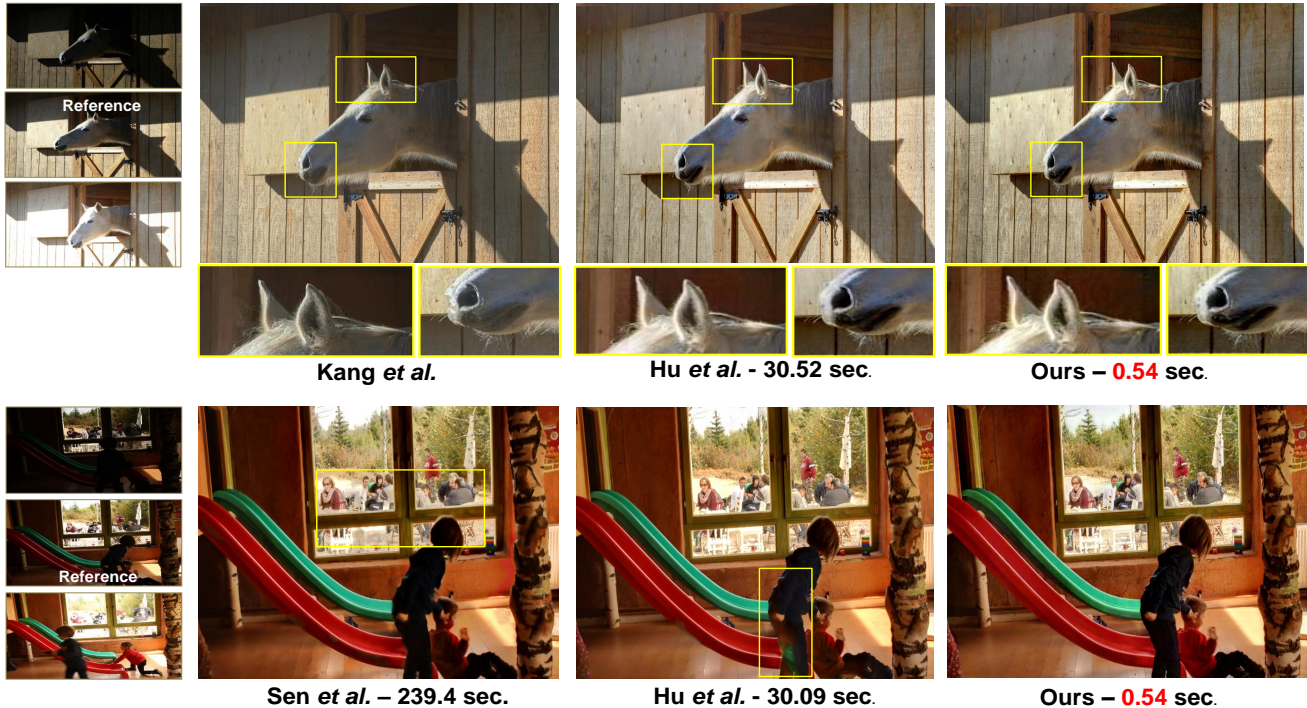 Reference
Kang et al.
Hu et al. - 30.52 sec.
Ours – 0.54 sec.
Reference
Sen et al. – 239.4 sec.
Hu et al. - 30.09 sec.
Ours – 0.54 sec.